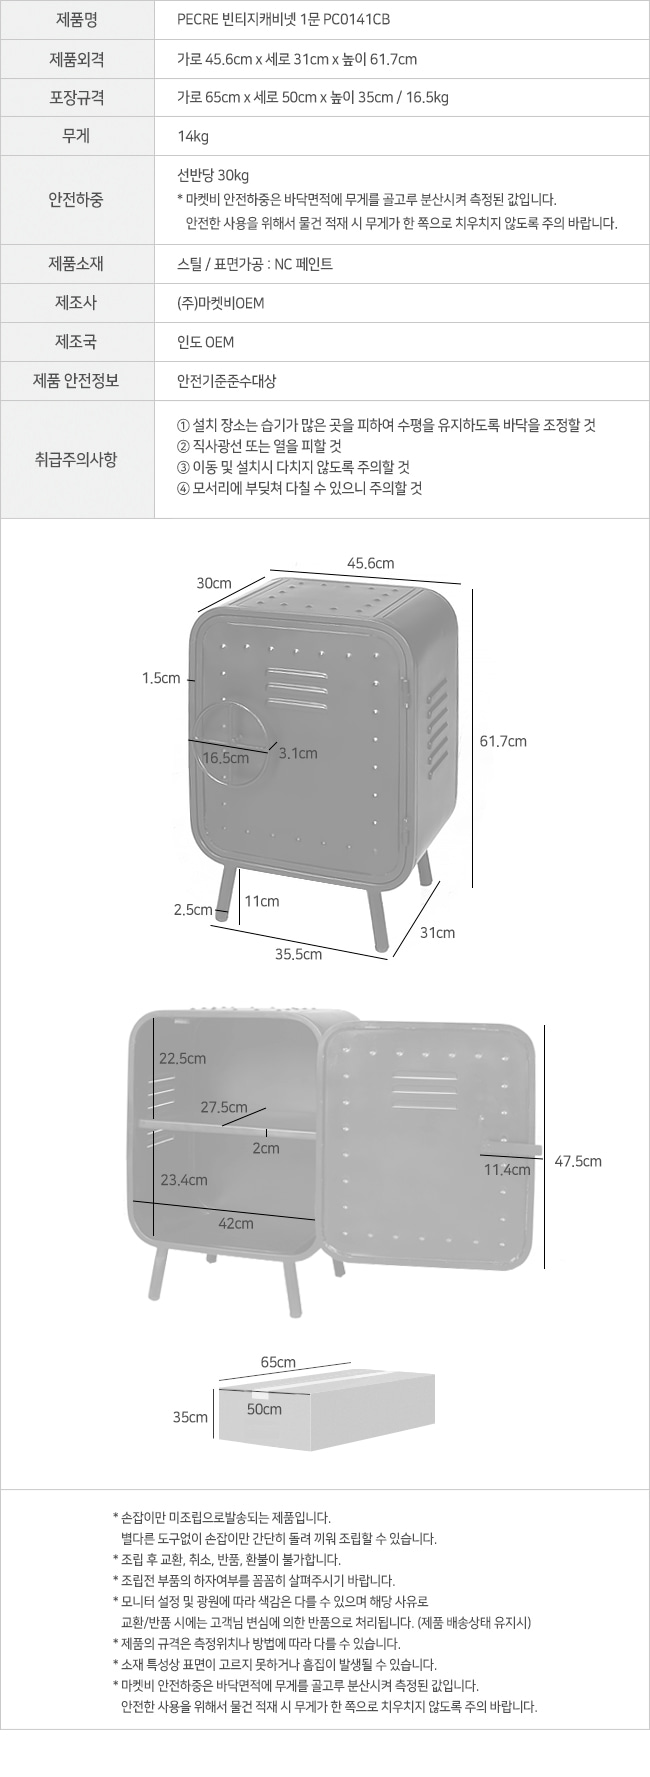 제품명 PECRE 빈티지캐비넷 1문 PC0141CB
제품외격 가로 45.6cm x 세로 31cm x 높이 61.7cm
포장규격 가로 65cm x 세로 50cm x 높이 35cm / 16.5kg
무게 14kg
안전하중 선반당 30kg
* 마켓비 안전하중은 바닥면적에 무게를 골고루 분산시켜 측정된 값입니다.
안전한 사용을 위해서 물건 적재 시 무게가 한 쪽으로 치우치지 않도록 주의 바랍니다.
제품소재 스틸 / 표면가공 : NC 페인트
제조사 (주)마켓비OEM
제조국 인도 OEM
제품 안전정보 안전기준준수대상
취급주의사항
① 설치 장소는 습기가 많은 곳을 피하여 수평을 유지하도록 바닥을 조정할 것
② 직사광선 또는 열을 피할 것
③ 이동 및 설치시 다치지 않도록 주의할 것
④ 모서리에 부딪쳐 다칠 수 있으니 주의할 것
45.6cm
30cm
1.5cm
61.7cm
16.5cm
3.1cm
11cm
2.5cm
31cm
35.5cm
22.5cm
27.5cm
2cm
47.5cm
11.4cm
23.4cm
42cm
65cm
50cm
35cm
* 손잡이만 미조립으로발송되는 제품입니다.
별다른 도구없이 손잡이만 간단히 돌려 끼워 조립할 수 있습니다.
* 조립 후 교환, 취소, 반품, 환불이 불가합니다.
* 조립전 부품의 하자여부를 꼼꼼히 살펴주시기 바랍니다.
* 모니터 설정 및 광원에 따라 색감은 다를 수 있으며 해당 사유로
교환/반품 시에는 고객님 변심에 의한 반품으로 처리됩니다. (제품 배송상태 유지시)
* 제품의 규격은 측정위치나 방법에 따라 다를 수 있습니다.
* 소재 특성상 표면이 고르지 못하거나 흠집이 발생될 수 있습니다.
* 마켓비 안전하중은 바닥면적에 무게를 골고루 분산시켜 측정된 값입니다.
안전한 사용을 위해서 물건 적재 시 무게가 한 쪽으로 치우치지 않도록 주의 바랍니다.